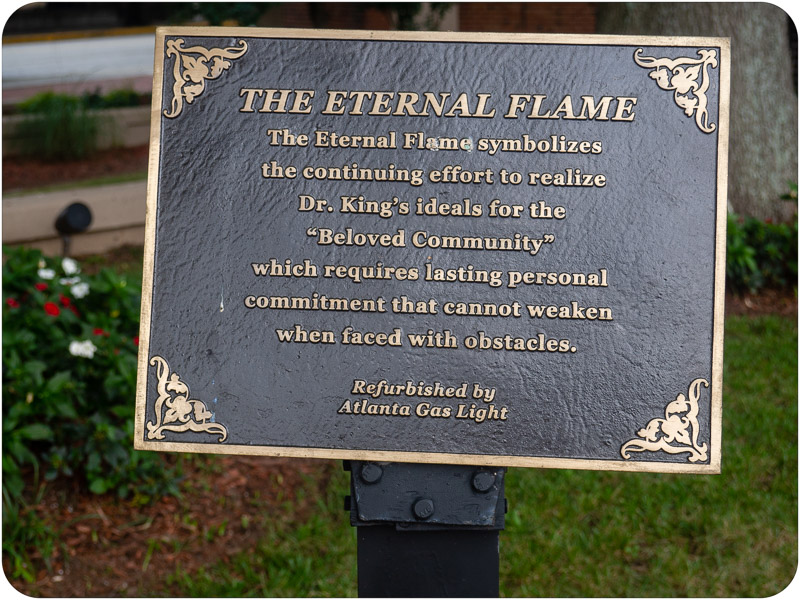 THE ETERNAL FLAME
The Eternal Flame symbolizes
the continuing effort to realize
Dr. King's ideals for the
“Beloved Community”
which requires lasting personal
commitment that cannot weaken
when faced with obstacles.
Refurbished by
Atlanta Gas Light